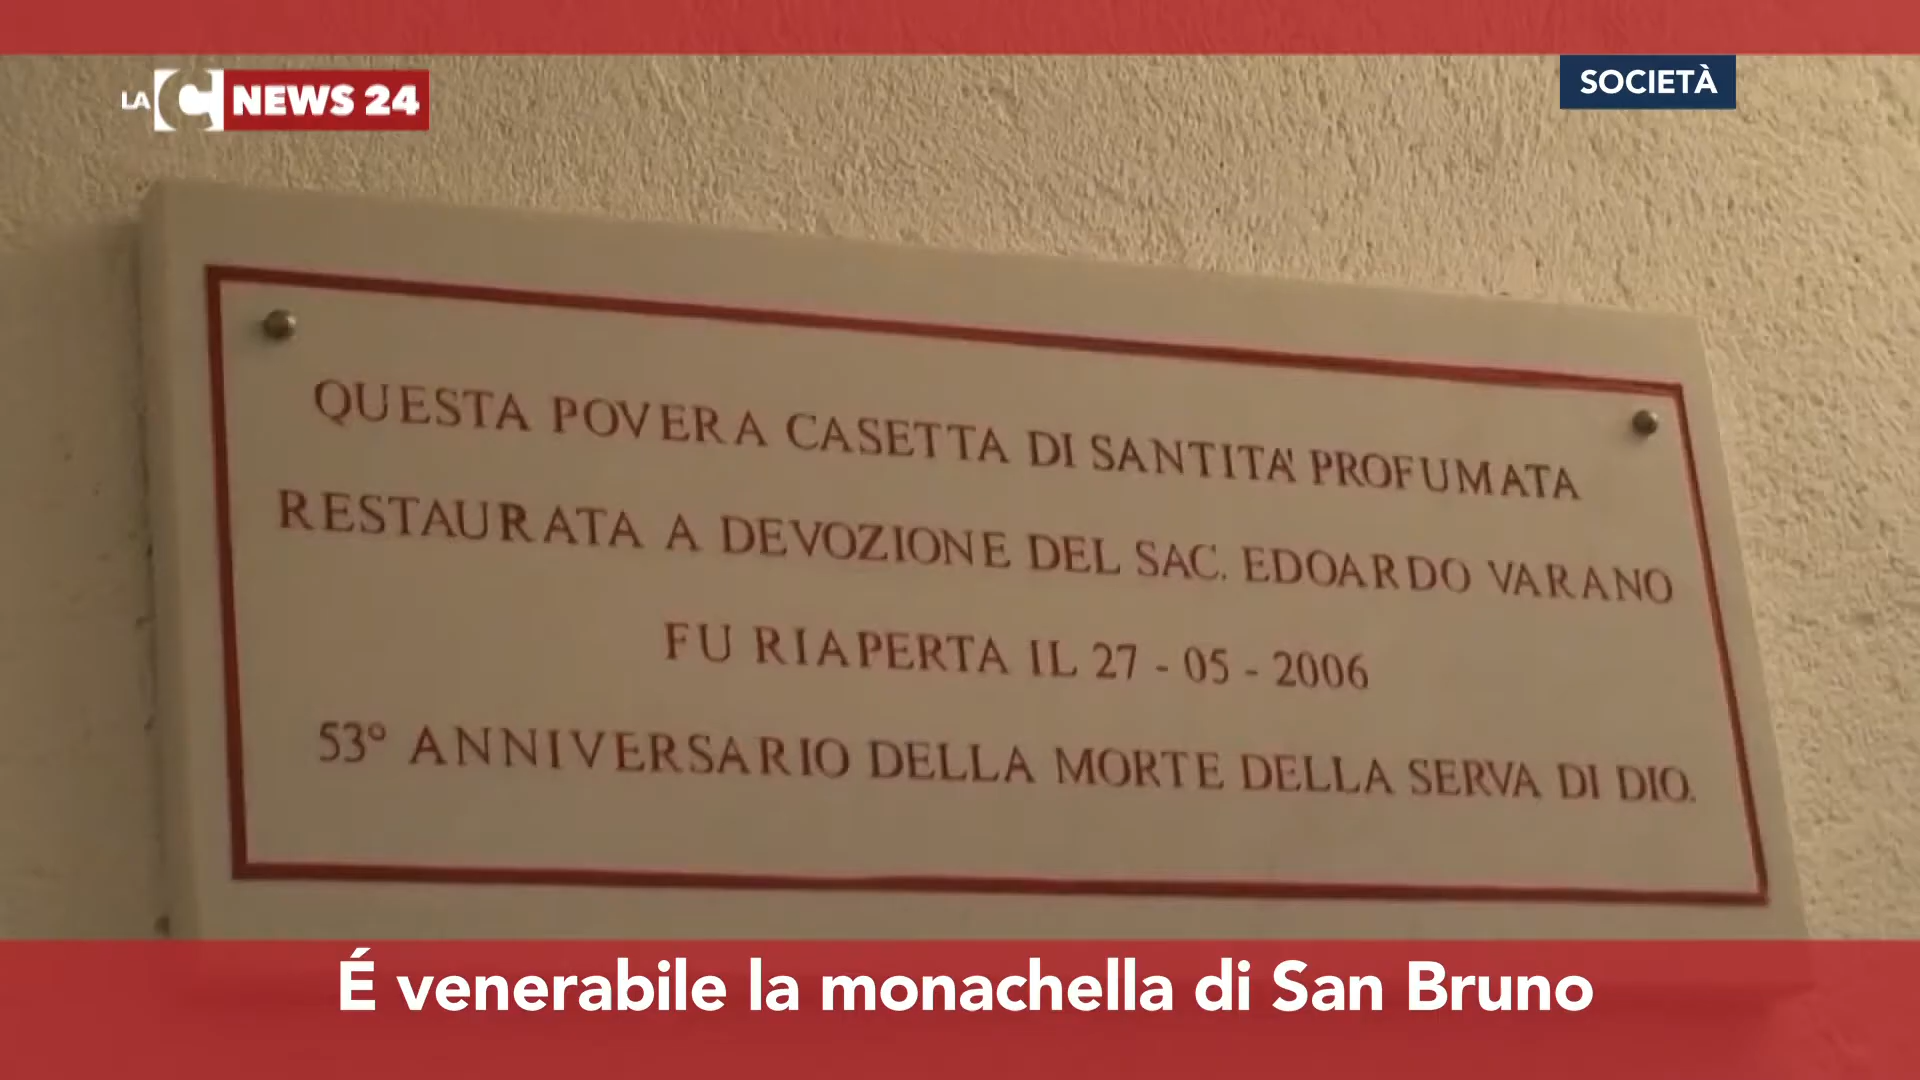 LA C NEWS 24
SOCIETÀ
QUESTA POVERA CASETTA DI SANTITA' PROFUMATA
RESTAURATA A DEVOZIONE DEL SAC. EDOARDO VARANO
FU RIAPERTA IL 27 - 05 - 2006
53° ANNIVERSARIO DELLA MORTE DELLA SERVA DI DIO.
É venerabile la monachella di San Bruno